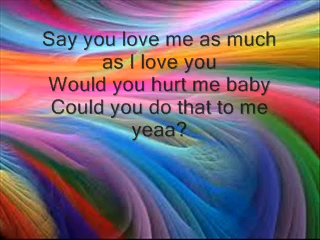 Say you love me as much
as I love you
Would you hurt me baby
Could you do that to me
yeaa?